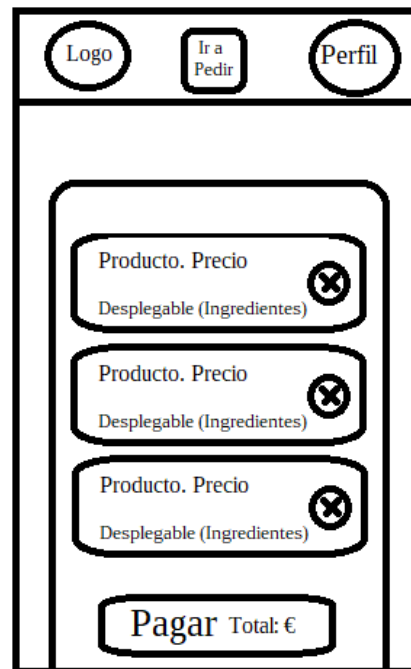 Logo
Ir a
Pedir
Perfil
Producto. Precio
Desplegable (Ingredientes)
Producto. Precio
Desplegable (Ingredientes)
Producto. Precio
Desplegable (Ingredientes)
Pagar Total: €